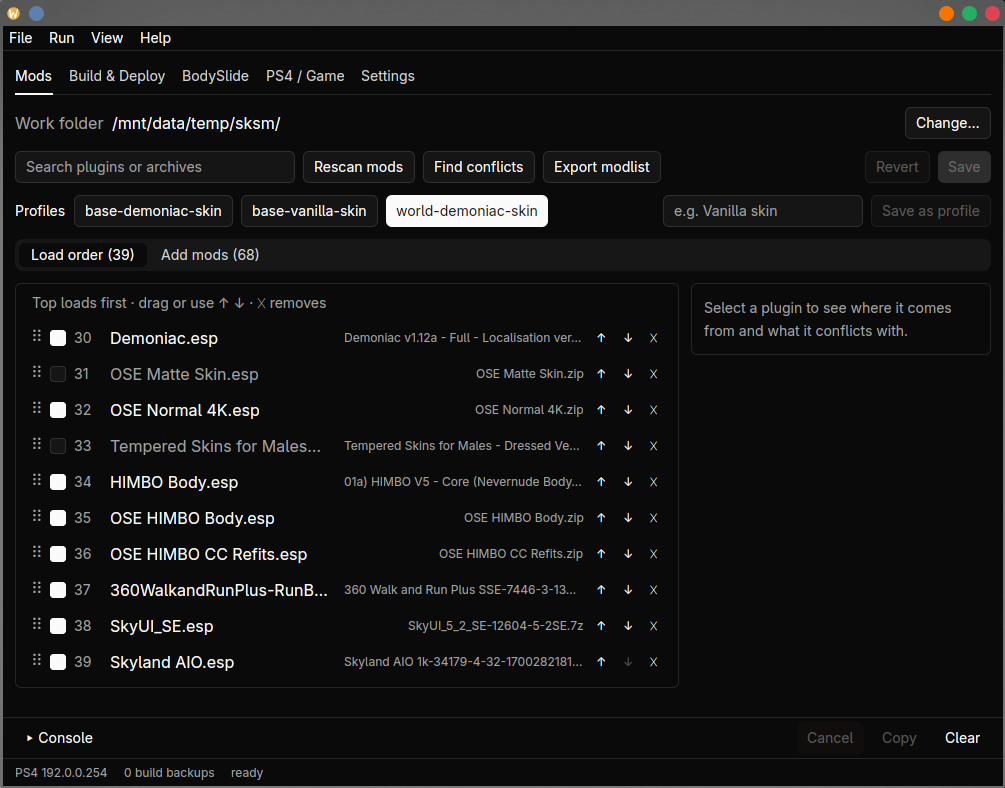 File Run View Help
Mods Build & Deploy BodySlide PS4 / Game Settings
Work folder /mnt/data/temp/sksm/ Change...
Search plugins or archives Rescan mods Find conflicts Export modlist Revert Save
Profiles base-demoniac-skin base-vanilla-skin world-demoniac-skin e.g. Vanilla skin Save as profile
Load order (39) Add mods (68)
Top loads first · drag or use ↑ ↓ · X removes
30 Demoniac.esp Demoniac v1.12a - Full - Localisation ver... ↑ ↓ X
31 OSE Matte Skin.esp OSE Matte Skin.zip ↑ ↓ X
32 OSE Normal 4K.esp OSE Normal 4K.zip ↑ ↓ X
33 Tempered Skins for Males... Tempered Skins for Males - Dressed Ve... ↑ ↓ X
34 HIMBO Body.esp 01a) HIMBO V5 - Core (Nevernude Body... ↑ ↓ X
35 OSE HIMBO Body.esp OSE HIMBO Body.zip ↑ ↓ X
36 OSE HIMBO CC Refits.esp OSE HIMBO CC Refits.zip ↑ ↓ X
37 360WalkandRunPlus-RunB... 360 Walk and Run Plus SSE-7446-3-13... ↑ ↓ X
38 SkyUI_SE.esp SkyUI_5_2_SE-12604-5-2SE.7z ↑ ↓ X
39 Skyland AIO.esp Skyland AIO 1k-34179-4-32-1700282181... ↑ ↓ X
Select a plugin to see where it comes
from and what it conflicts with.
▸ Console Cancel Copy Clear
PS4 192.0.0.254 0 build backups ready